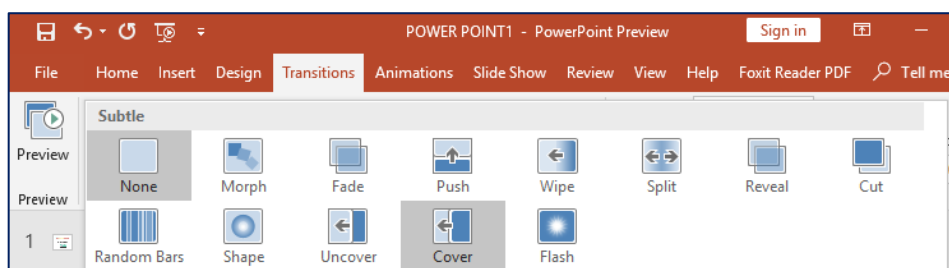 POWER POINT1 - PowerPoint Preview Sign in
File Home Insert Design Transitions Animations Slide Show Review View Help Foxit Reader PDF Tell me
Subtle
Preview
None Morph Fade Push Wipe Split Reveal Cut
Preview
1
Random Bars Shape Uncover Cover Flash